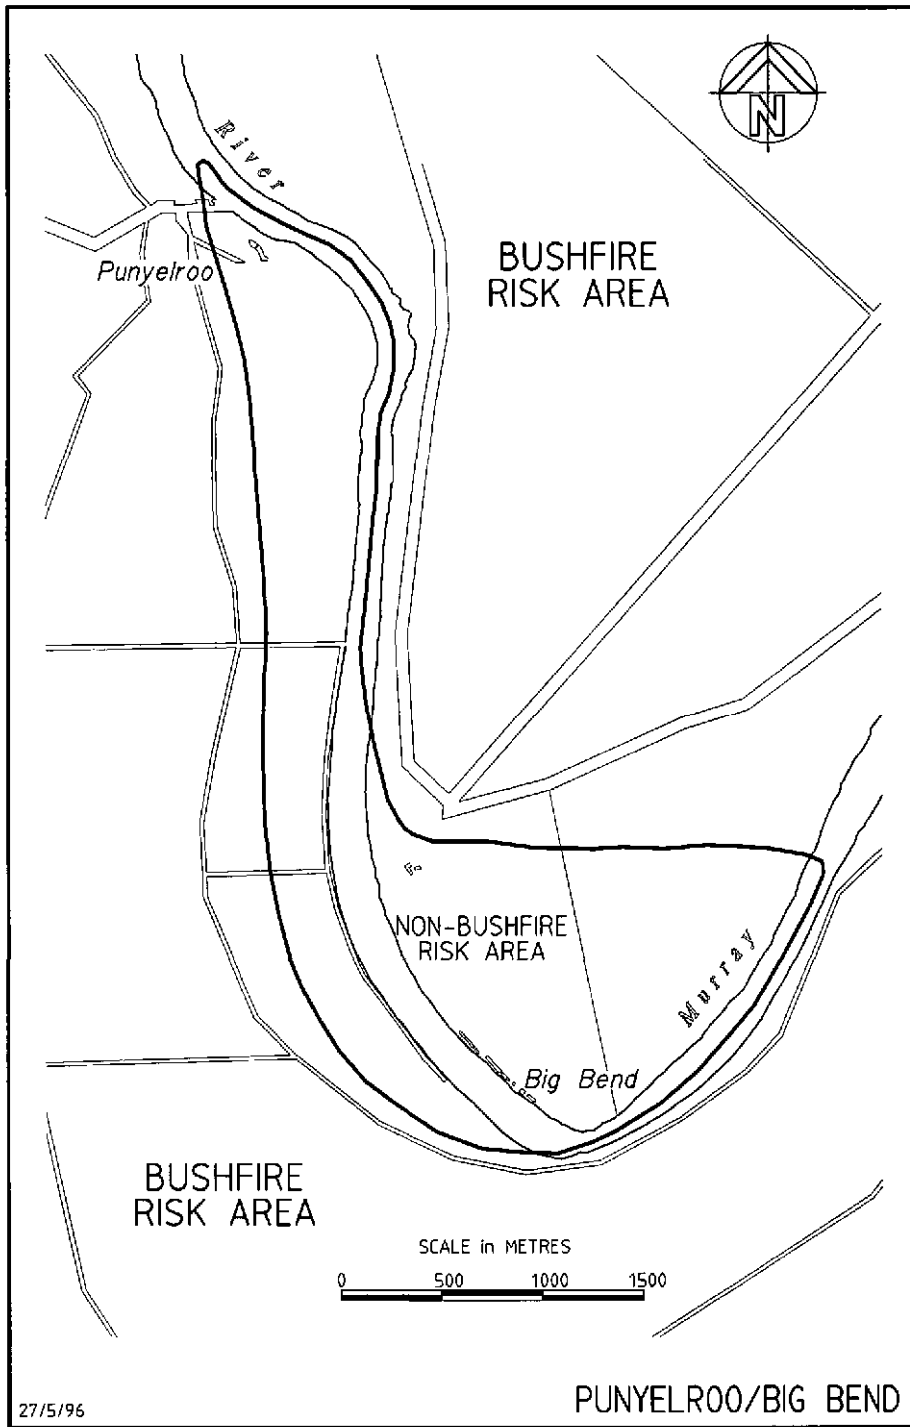 N
River
BUSHFIRE
RISK AREA
Punyelroo
NON-BUSHFIRE
RISK AREA
Murray
Big Bend
BUSHFIRE
RISK AREA
SCALE in METRES
0 500 1000 1500
27/5/96
PUNYELROO/BIG BEND